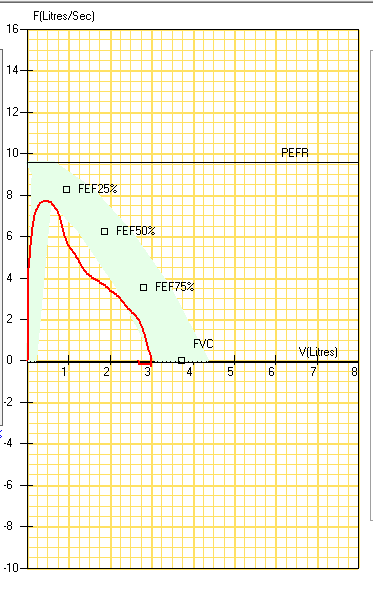 F(Litres/Sec)
16
14
12
10
PEFR
8
FEF25%
6
FEF50%
4
FEF75%
2
FVC
V(Litres)
0
1 2 3 4 5 6 7 8
-2
-4
%
-6
-8
-10